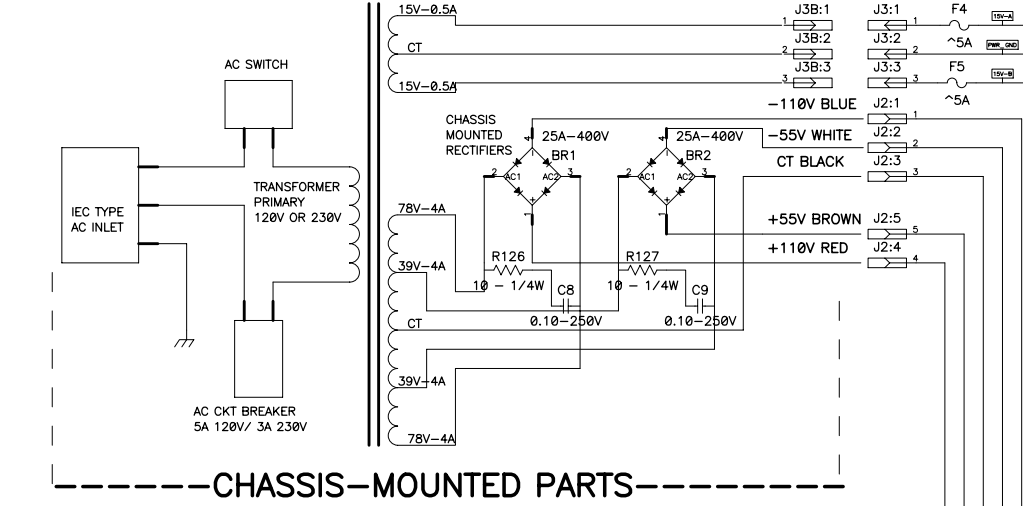 15V-0.5A
J3B:1
J3:1
F4
15V-A
1
1
CT
J3B:2
J3:2
^5A
PWR_GND
2
2
AC SWITCH
J3B:3
J3:3
F5
15V-B
15V-0.5A
3
3
^5A
-110V BLUE
J2:1
1
CHASSIS
MOUNTED
RECTIFIERS
4
25A-400V
4
25A-400V
-55V WHITE
J2:2
2
BR1
BR2
CT BLACK
J2:3
2
AC1
AC2
3
2
AC1
AC2
3
3
-
-
+
+
1
1
TRANSFORMER
PRIMARY
120V OR 230V
IEC TYPE
AC INLET
78V-4A
+55V BROWN
J2:5
5
+110V RED
J2:4
4
39V-4A
R126
R127
10 - 1/4W
10 - 1/4W
C8
C9
0.10-250V
0.10-250V
CT
39V-4A
AC CKT BREAKER
5A 120V/ 3A 230V
78V-4A
CHASSIS-MOUNTED PARTS